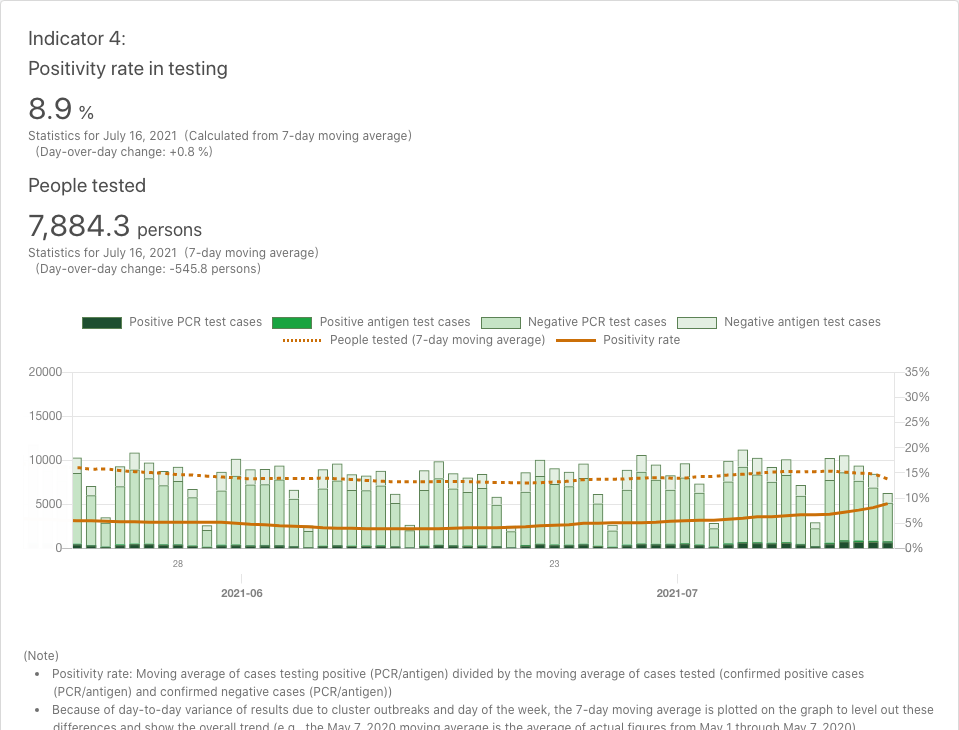 Indicator 4:
Positivity rate in testing
8.9 %
Statistics for July 16, 2021 (Calculated from 7-day moving average)
(Day-over-day change: +0.8 %)
People tested
7,884.3 persons
Statistics for July 16, 2021 (7-day moving average)
(Day-over-day change: -545.8 persons)
Positive PCR test cases Positive antigen test cases Negative PCR test cases Negative antigen test cases
People tested (7-day moving average) Positivity rate
20000 35%
30%
15000
25%
20%
10000
15%
10%
5000
5%
0 0%
28 23
2021-06 2021-07
(Note)
• Positivity rate: Moving average of cases testing positive (PCR/antigen) divided by the moving average of cases tested (confirmed positive cases
(PCR/antigen) and confirmed negative cases (PCR/antigen))
• Because of day-to-day variance of results due to cluster outbreaks and day of the week, the 7-day moving average is plotted on the graph to level out these
differences and show the overall trend (e.g., the May 7, 2020 moving average is the average of actual figures from May 1 through May 7, 2020)